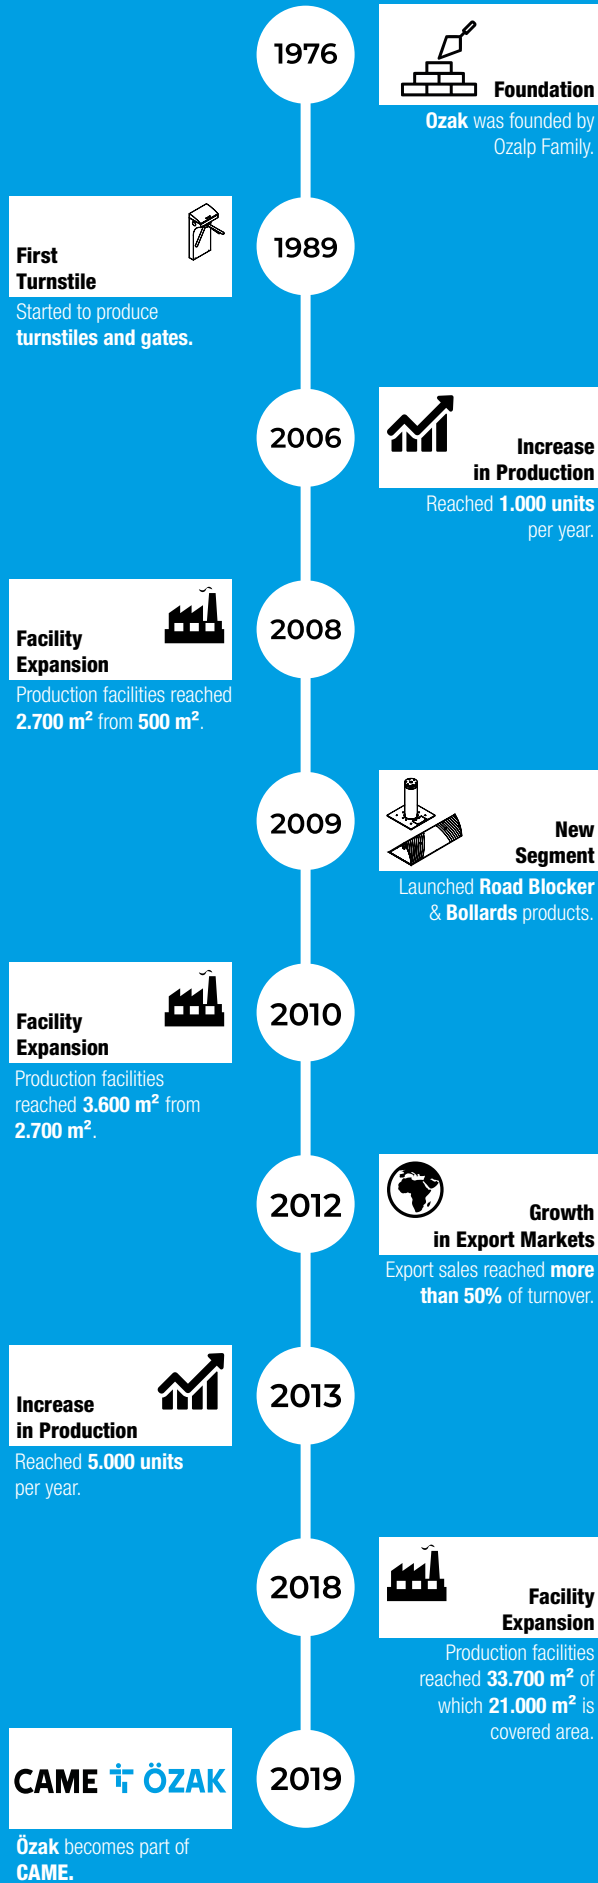 1976
Foundation
Ozak was founded by
Ozalp Family.
1989
First
Turnstile
Started to produce
turnstiles and gates.
2006
Increase
in Production
Reached 1.000 units
per year.
2008
Facility
Expansion
Production facilities reached
2.700 m² from 500 m².
2009
New
Segment
Launched Road Blocker
& Bollards products.
2010
Facility
Expansion
Production facilities
reached 3.600 m² from
2.700 m².
2012
Growth
in Export Markets
Export sales reached more
than 50% of turnover.
2013
Increase
in Production
Reached 5.000 units
per year.
2018
Facility
Expansion
Production facilities
reached 33.700 m² of
which 21.000 m² is
covered area.
2019
CAME ÖZAK
Özak becomes part of
CAME.